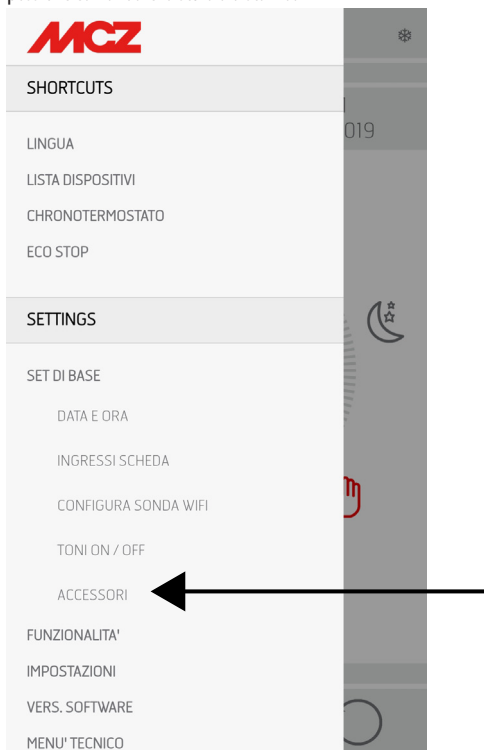 MCZ
SHORTCUTS
019
LINGUA
LISTA DISPOSITIVI
CHRONOTERMOSTATO
ECO STOP
SETTINGS
SET DI BASE
DATA E ORA
INGRESSI SCHEDA
CONFIGURA SONDA WIFI
TONI ON / OFF
ACCESSORI
FUNZIONALITA'
IMPOSTAZIONI
VERS. SOFTWARE
MENU' TECNICO